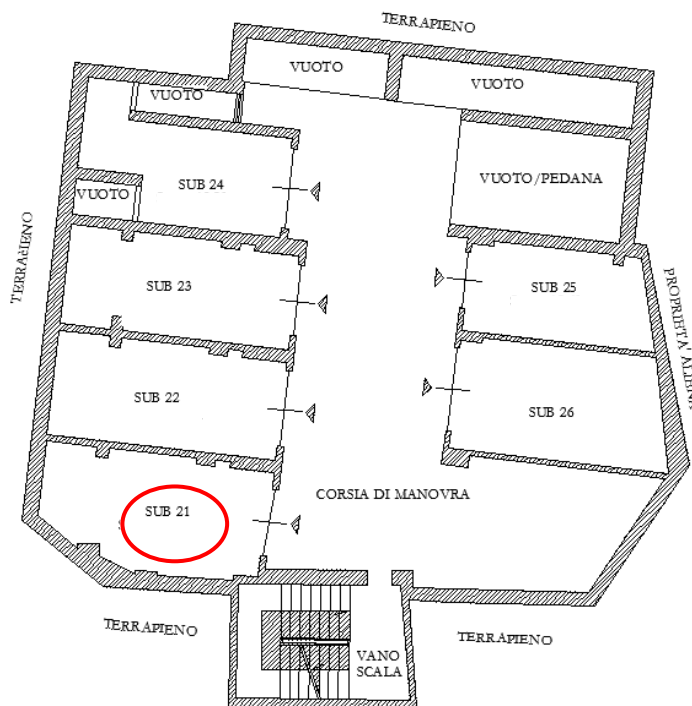 TERRAPIENO
VUOTO
VUOTO
VUOTO
SUB 24
VUOTO/PEDANA
VUOTO
TERRAPIENO
SUB 23
SUB 25
PROPRIETA' ALIENA
SUB 22
SUB 26
CORSIA DI MANOVRA
SUB 21
TERRAPIENO
TERRAPIENO
VANO
SCALA